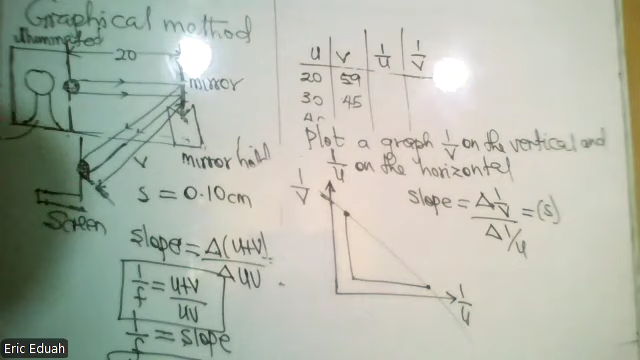 Graphical method
illuminated
20
mirror
v
mirror
S = 0.10cm
Screen
slope = Δ(u+v)
Δ uv
1/f = u+v/uv
1/f = slope
u v 1/u 1/v
20 59
30 45
Plot a graph 1/v on the vertical and
1/u on the horizontal
1/v
slope = Δ1/v = (s)
Δ1/u
1/u
Eric Eduah